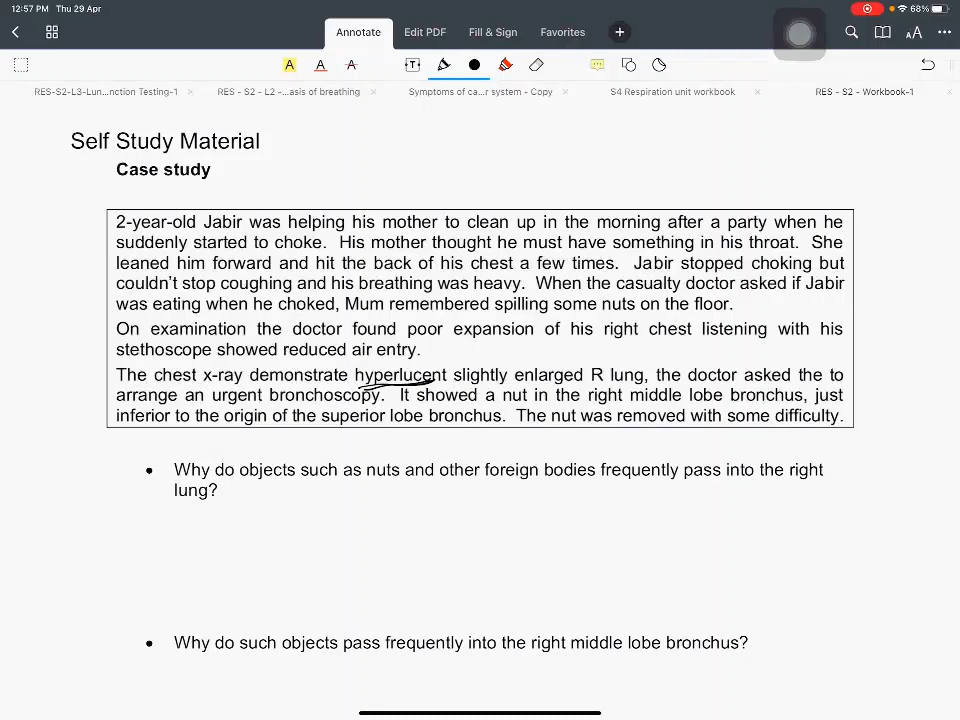 12:57 PM Thu 29 Apr
68%
Annotate Edit PDF Fill & Sign Favorites
A A A T
RES-S2-L3-Lun...nction Testing-1 RES - S2 - L2 -...asis of breathing Symptoms of ca...r system - Copy S4 Respiration unit workbook RES - S2 - Workbook-1
Self Study Material
Case study
2-year-old Jabir was helping his mother to clean up in the morning after a party when he
suddenly started to choke. His mother thought he must have something in his throat. She
leaned him forward and hit the back of his chest a few times. Jabir stopped choking but
couldn't stop coughing and his breathing was heavy. When the casualty doctor asked if Jabir
was eating when he choked, Mum remembered spilling some nuts on the floor.
On examination the doctor found poor expansion of his right chest listening with his
stethoscope showed reduced air entry.
The chest x-ray demonstrate hyperlucent slightly enlarged R lung, the doctor asked the to
arrange an urgent bronchoscopy. It showed a nut in the right middle lobe bronchus, just
inferior to the origin of the superior lobe bronchus. The nut was removed with some difficulty.
• Why do objects such as nuts and other foreign bodies frequently pass into the right
lung?
• Why do such objects pass frequently into the right middle lobe bronchus?